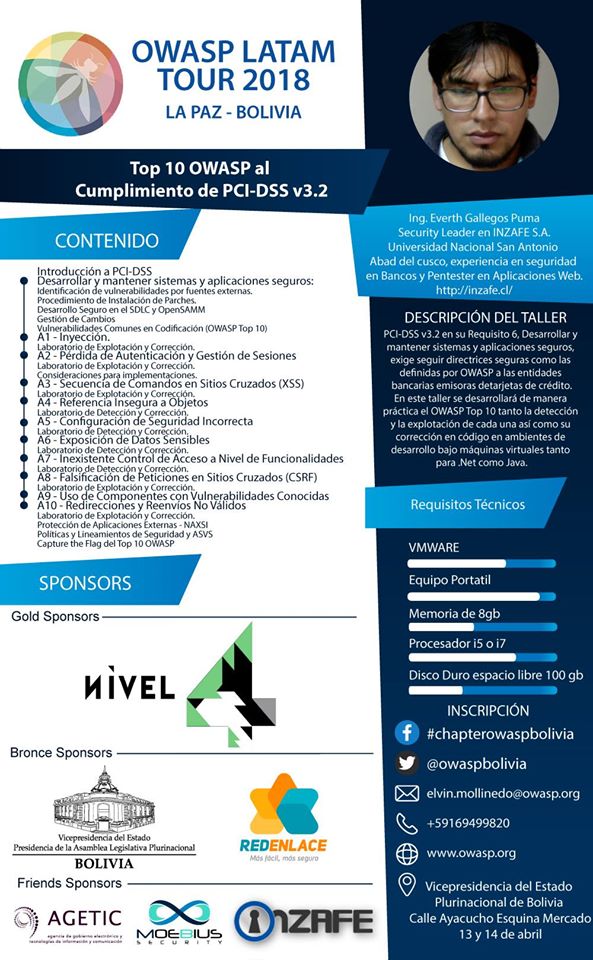 OWASP LATAM
TOUR 2018
LA PAZ - BOLIVIA
Top 10 OWASP al
Cumplimiento de PCI-DSS v3.2
Ing. Everth Gallegos Puma
Security Leader en INZAFE S.A.
Universidad Nacional San Antonio
Abad del cusco, experiencia en seguridad
en Bancos y Pentester en Aplicaciones Web.
http://inzafe.cl/
CONTENIDO
Introducción a PCI-DSS
Desarrollar y mantener sistemas y aplicaciones seguros:
Identificación de vulnerabilidades por fuentes externas.
Procedimiento de Instalación de Parches.
Desarrollo Seguro en el SDLC y OpenSAMM
Gestión de Cambios
Vulnerabilidades Comunes en Codificación (OWASP Top 10)
A1 - Inyección.
Laboratorio de Explotación y Corrección.
A2 - Pérdida de Autenticación y Gestión de Sesiones
Laboratorio de Explotación y Corrección.
Consideraciones para implementaciones.
A3 - Secuencia de Comandos en Sitios Cruzados (XSS)
Laboratorio de Explotación y Corrección.
A4 - Referencia Insegura a Objetos
Laboratorio de Detección y Corrección.
A5 - Configuración de Seguridad Incorrecta
Laboratorio de Detección y Corrección.
A6 - Exposición de Datos Sensibles
Laboratorio de Detección y Corrección.
A7 - Inexistente Control de Acceso a Nivel de Funcionalidades
Laboratorio de Explotación y Corrección.
A8 - Falsificación de Peticiones en Sitios Cruzados (CSRF)
Laboratorio de Explotación y Corrección.
A9 - Uso de Componentes con Vulnerabilidades Conocidas
A10 - Redirecciones y Reenvíos No Válidos
Laboratorio de Explotación y Corrección.
Protección de Aplicaciones Externas - NAXSI
Políticas y Lineamientos de Seguridad y ASVS
Capture the Flag del Top 10 OWASP
DESCRIPCIÓN DEL TALLER
PCI-DSS v3.2 en su Requisito 6, Desarrollar y
mantener sistemas y aplicaciones seguros,
exige seguir directrices seguras como las
definidas por OWASP a las entidades
bancarias emisoras detarjetas de crédito.
En este taller se desarrollará de manera
práctica el OWASP Top 10 tanto la detección
y la explotación de cada una así como su
corrección en código en ambientes de
desarrollo bajo máquinas virtuales tanto
para .Net como Java.
Requisitos Técnicos
VMWARE
Equipo Portatil
Memoria de 8gb
Procesador i5 o i7
Disco Duro espacio libre 100 gb
INSCRIPCIÓN
#chapterowaspbolivia
@owaspbolivia
elvin.mollinedo@owasp.org
+59169499820
www.owasp.org
Vicepresidencia del Estado
Plurinacional de Bolivia
Calle Ayacucho Esquina Mercado
13 y 14 de abril
SPONSORS
Gold Sponsors
NÌVEL 4
Bronce Sponsors
Vicepresidencia del Estado
Presidencia de la Asamblea Legislativa Plurinacional
BOLIVIA
REDENLACE
Más fácil, más seguro
Friends Sponsors
AGETIC
agencia de gobierno electrónico y
tecnologías de información y comunicación
MOEBIUS
SECURITY
INZAFE